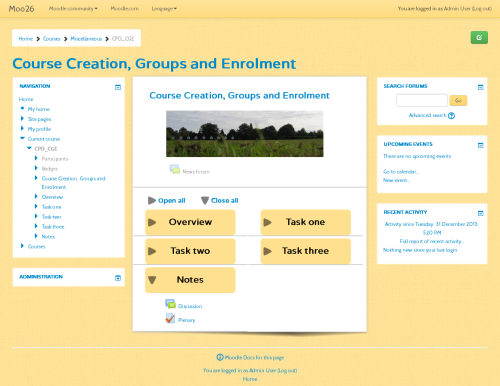 Moo26 Moodle community Moodle.com Language You are logged in as Admin User (Log out)
Home Courses Miscellaneous CPD_CGE
Course Creation, Groups and Enrolment
NAVIGATION
Home
My home
Site pages
My profile
Current course
CPD_CGE
Participants
Badges
Course Creation, Groups and
Enrolment
Overview
Task one
Task two
Task three
Notes
Courses
ADMINISTRATION
Course Creation, Groups and Enrolment
News forum
Open all Close all
Overview Task one
Task two Task three
Notes
Discussion
Plenary
SEARCH FORUMS
Go
Advanced search
UPCOMING EVENTS
There are no upcoming events
Go to calendar...
New event...
RECENT ACTIVITY
Activity since Tuesday, 31 December 2013,
5:20 PM
Full report of recent activity...
Nothing new since your last login
Moodle Docs for this page
You are logged in as Admin User (Log out)
Home